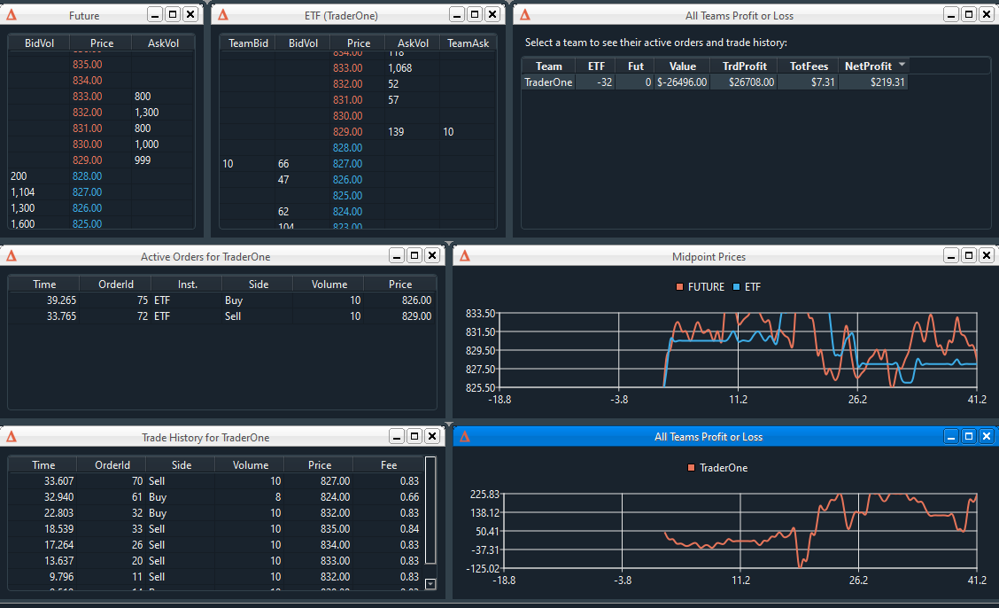 Future
BidVol Price AskVol
835.00
834.00
833.00 800
832.00 1,300
831.00 800
830.00 1,000
829.00 999
200 828.00
1,104 827.00
1,300 826.00
1,600 825.00
ETF (TraderOne)
TeamBid BidVol Price AskVol TeamAsk
834.00 118
833.00 1,068
832.00 52
831.00 57
830.00
829.00 139 10
828.00
10 66 827.00
47 826.00
825.00
62 824.00
104 823.00
All Teams Profit or Loss
Select a team to see their active orders and trade history:
Team ETF Fut Value TrdProfit TotFees NetProfit
TraderOne -32 0 $-26496.00 $26708.00 $7.31 $219.31
Active Orders for TraderOne
Time OrderId Inst. Side Volume Price
39.265 75 ETF Buy 10 826.00
33.765 72 ETF Sell 10 829.00
Midpoint Prices
FUTURE ETF
833.50
831.50
829.50
827.50
825.50
-18.8 -3.8 11.2 26.2 41.2
Trade History for TraderOne
Time OrderId Side Volume Price Fee
33.607 70 Sell 10 827.00 0.83
32.940 61 Buy 8 824.00 0.66
22.803 32 Buy 10 832.00 0.83
18.539 33 Sell 10 835.00 0.84
17.264 26 Sell 10 834.00 0.83
13.637 20 Sell 10 833.00 0.83
9.796 11 Sell 10 832.00 0.83
All Teams Profit or Loss
TraderOne
225.83
138.12
50.41
-37.31
-125.02
-18.8 -3.8 11.2 26.2 41.2